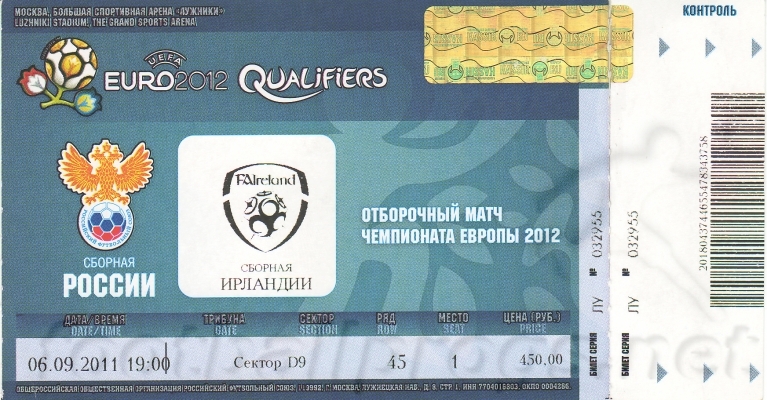 МОСКВА, БОЛЬШАЯ СПОРТИВНАЯ АРЕНА «ЛУЖНИКИ»
LUZHNIKI STADIUM, THE GRAND SPORTS ARENA
КОНТРОЛЬ
UEFA
EURO2012 QUALIFIERS
FAIreland
ОТБОРОЧНЫЙ МАТЧ
ЧЕМПИОНАТА ЕВРОПЫ 2012
СБОРНАЯ
РОССИИ
СБОРНАЯ
ИРЛАНДИИ
ДАТА/ВРЕМЯ ТРИБУНА СЕКТОР РЯД МЕСТО ЦЕНА (РУБ.)
DATE/TIME GATE SECTION ROW SEAT PRICE
06.09.2011 19:00 Сектор D9 45 1 450,00
БИЛЕТ СЕРИЯ ЛУ № 032955
БИЛЕТ СЕРИЯ ЛУ № 032955
2018043744655478343758